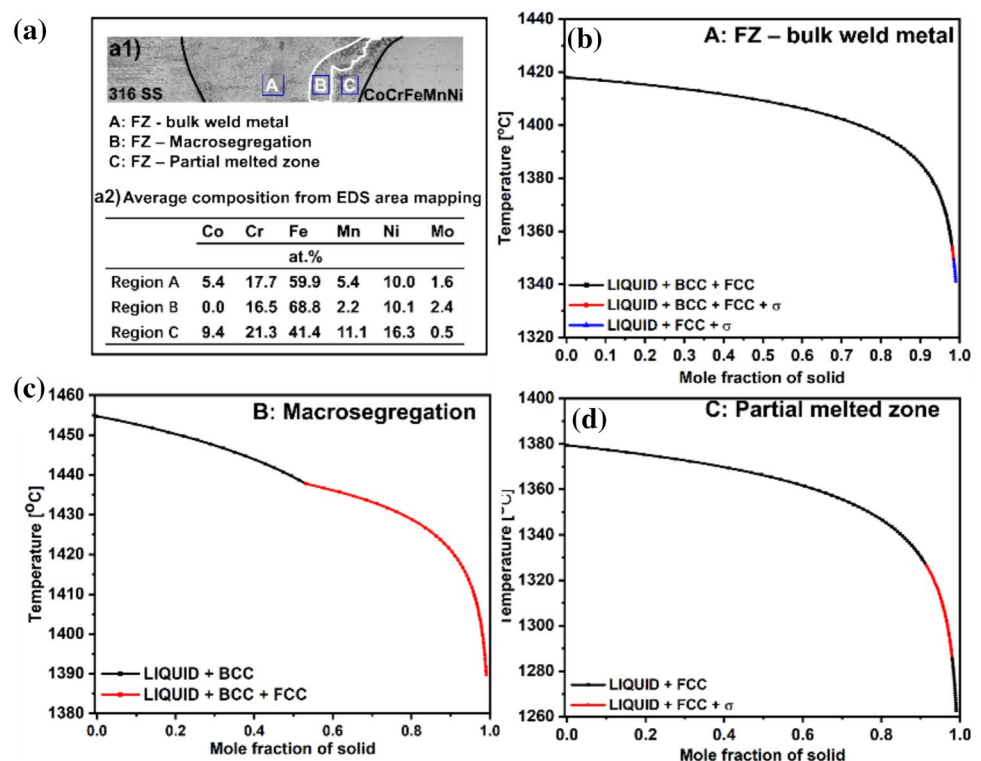 (a)
a1)
A
B
C
316 SS
CoCrFeMnNi
A: FZ - bulk weld metal
B: FZ – Macrosegregation
C: FZ – Partial melted zone
a2) Average composition from EDS area mapping
Co Cr Fe Mn Ni Mo
at.%
Region A 5.4 17.7 59.9 5.4 10.0 1.6
Region B 0.0 16.5 68.8 2.2 10.1 2.4
Region C 9.4 21.3 41.4 11.1 16.3 0.5
(b)
A: FZ – bulk weld metal
Temperature [°C]
1440
1420
1400
1380
1360
1340
1320
LIQUID + BCC + FCC
LIQUID + BCC + FCC + σ
LIQUID + FCC + σ
0.0 0.1 0.2 0.3 0.4 0.5 0.6 0.7 0.8 0.9 1.0
Mole fraction of solid
(c)
B: Macrosegregation
Temperature [°C]
1460
1450
1440
1430
1420
1410
1400
1390
1380
LIQUID + BCC
LIQUID + BCC + FCC
0.0 0.2 0.4 0.6 0.8 1.0
Mole fraction of solid
(d)
C: Partial melted zone
Temperature [°C]
1400
1380
1360
1340
1320
1300
1280
1260
LIQUID + FCC
LIQUID + FCC + σ
0.0 0.2 0.4 0.6 0.8 1.0
Mole fraction of solid